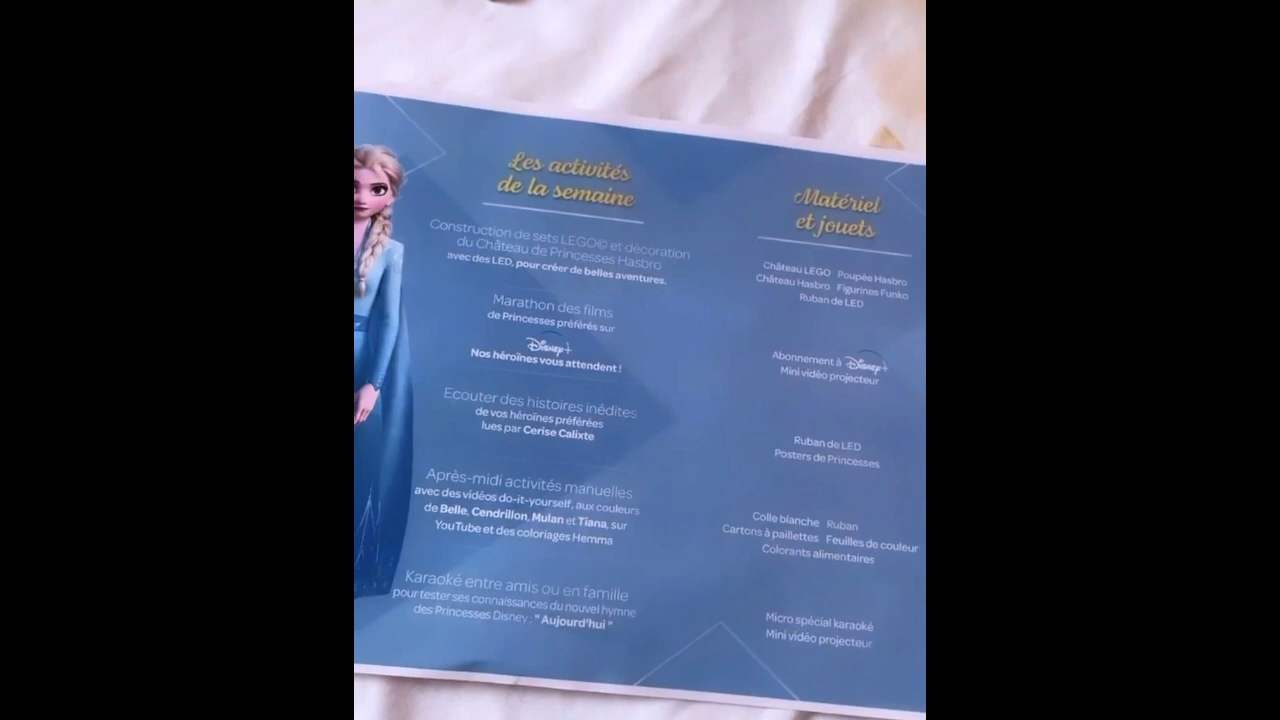 Les activités
de la semaine
Construction de sets LEGO© et décoration
du Château de Princesses Hasbro
avec des LED, pour créer de belles aventures.
Marathon des films
de Princesses préférés sur
Disney+
Nos héroïnes vous attendent !
Ecouter des histoires inédites
de vos héroïnes préférées
lues par Cerise Calixte
Après-midi activités manuelles
avec des vidéos do-it-yourself, aux couleurs
de Belle, Cendrillon, Mulan et Tiana, sur
YouTube et des coloriages Hemma
Karaoké entre amis ou en famille
pour tester ses connaissances du nouvel hymne
des Princesses Disney : " Aujourd'hui "
Matériel
et jouets
Château LEGO Poupée Hasbro
Château Hasbro Figurines Funko
Ruban de LED
Abonnement à Disney+
Mini vidéo projecteur
Ruban de LED
Posters de Princesses
Colle blanche Ruban
Cartons à paillettes Feuilles de couleur
Colorants alimentaires
Micro spécial karaoké
Mini vidéo projecteur